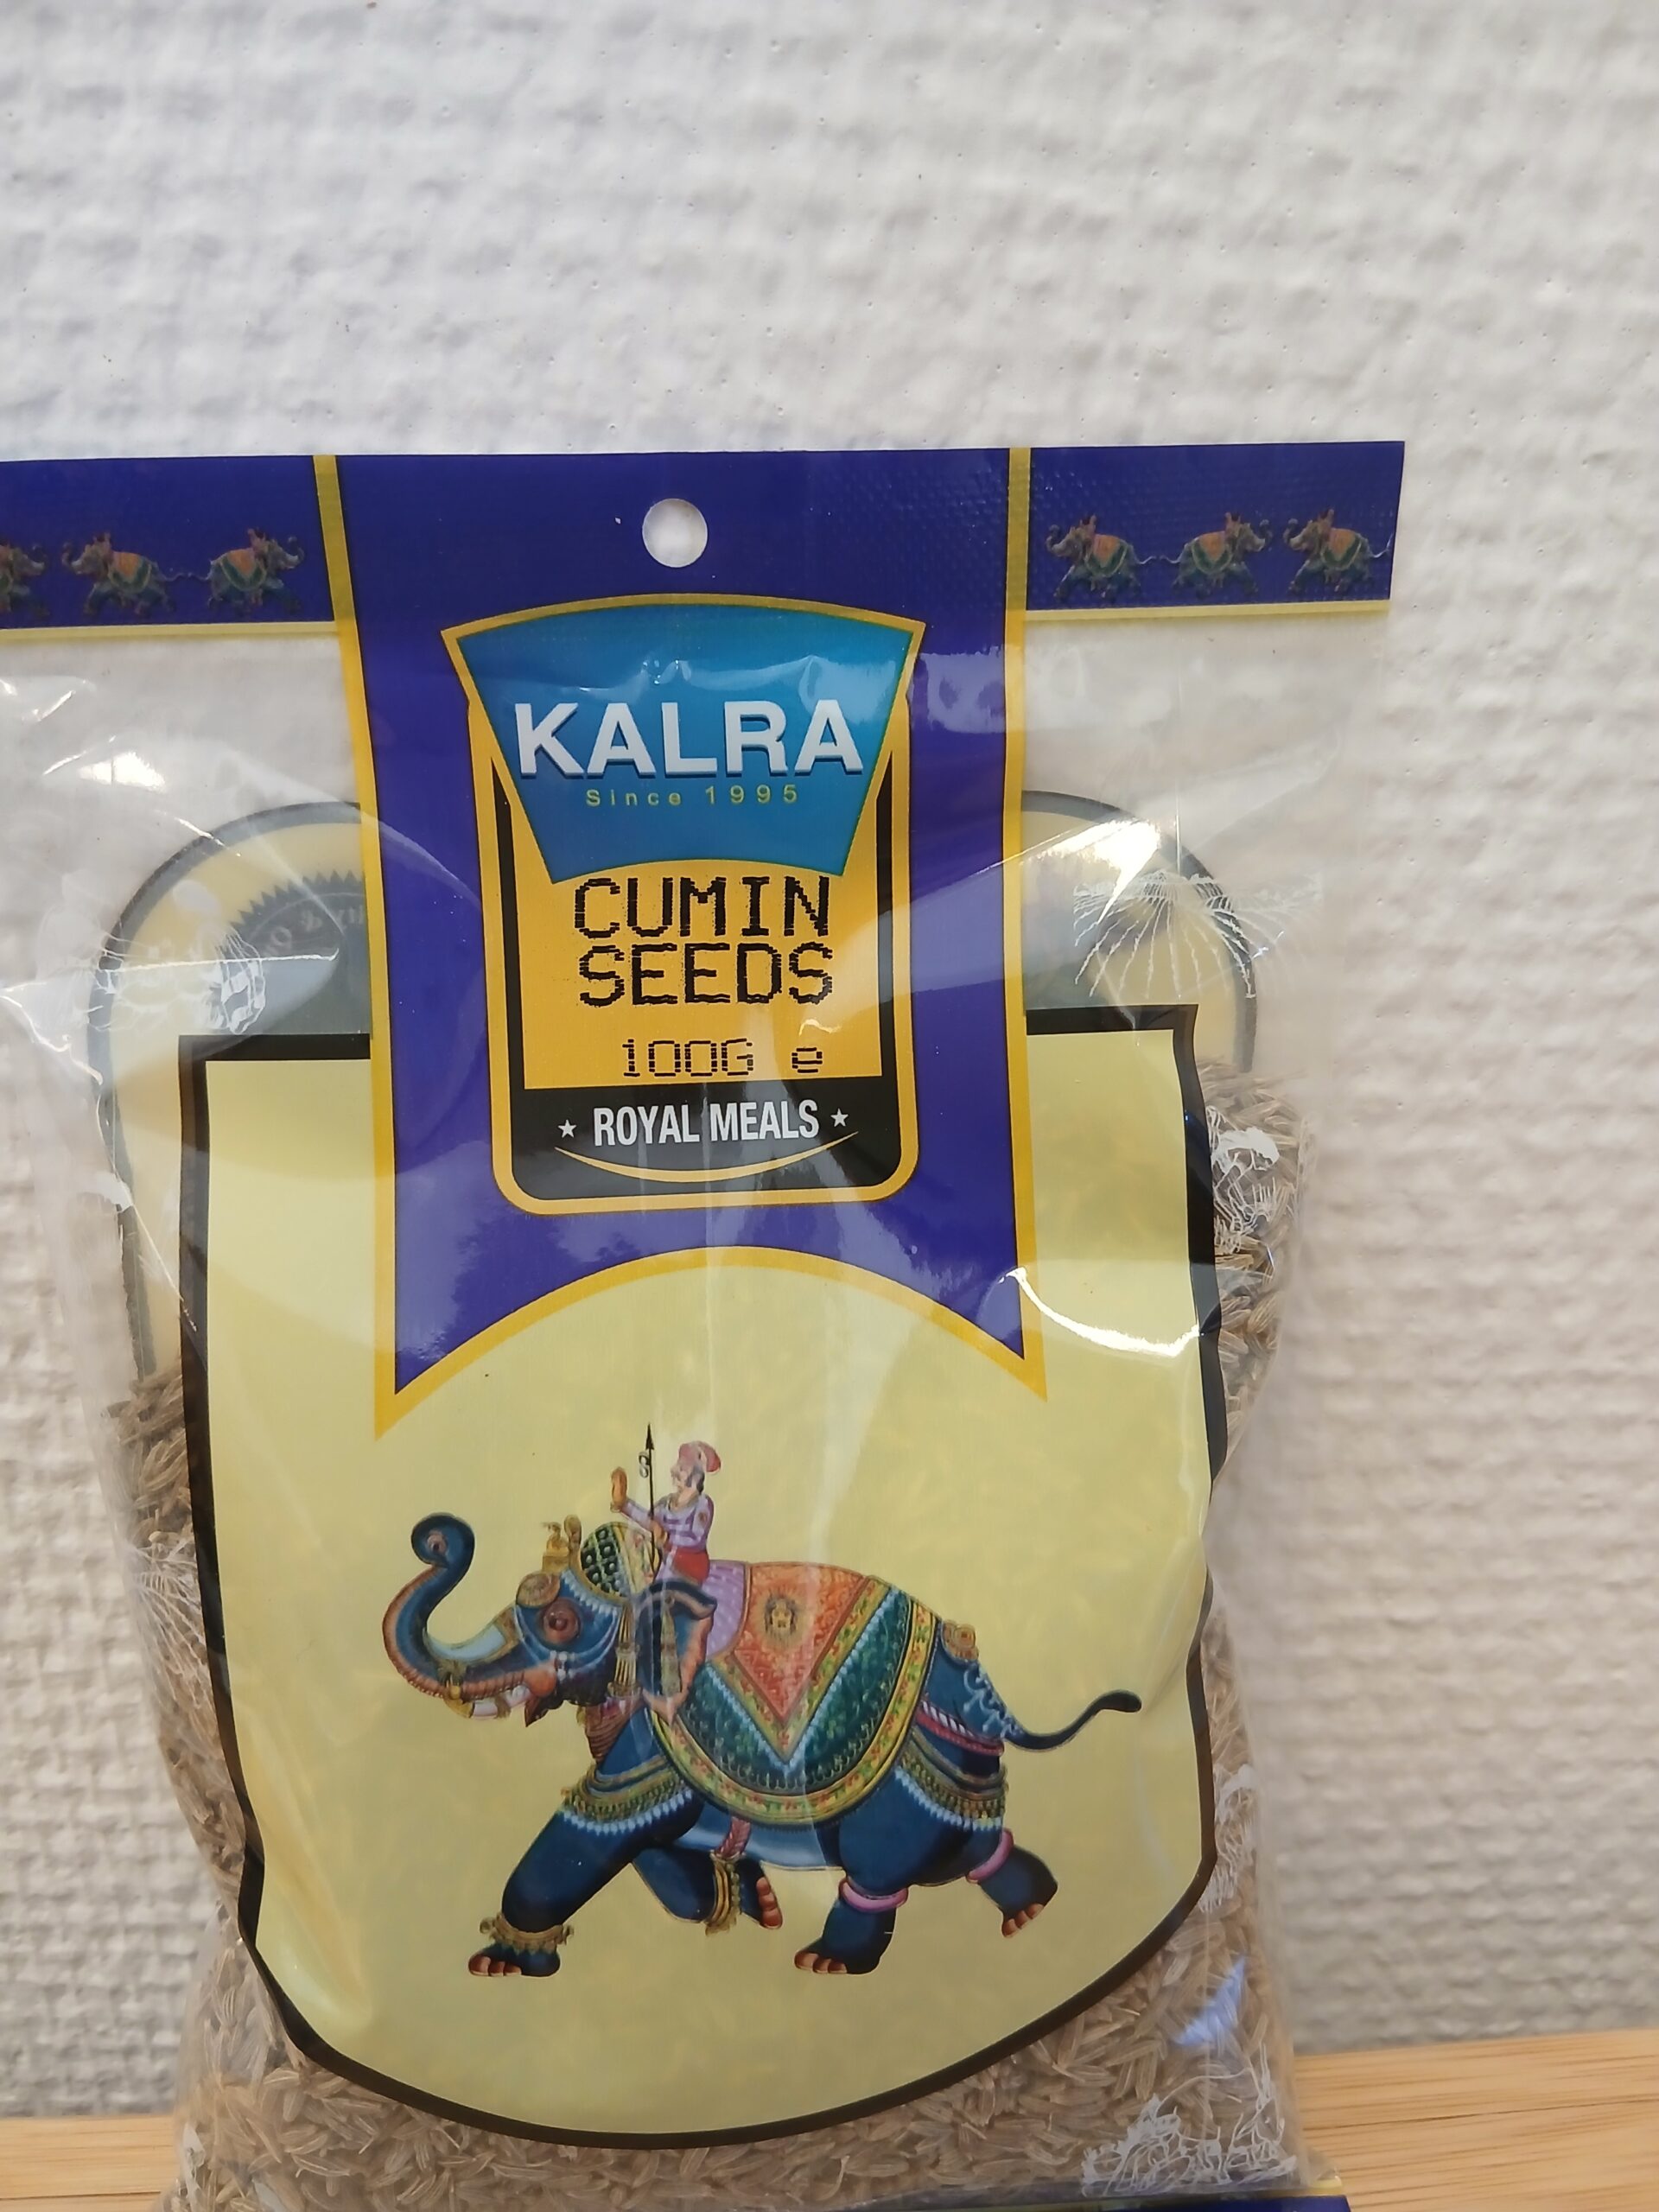 KALRA
Since 1995
CUMIN
SEEDS
100G e
★ ROYAL MEALS ★